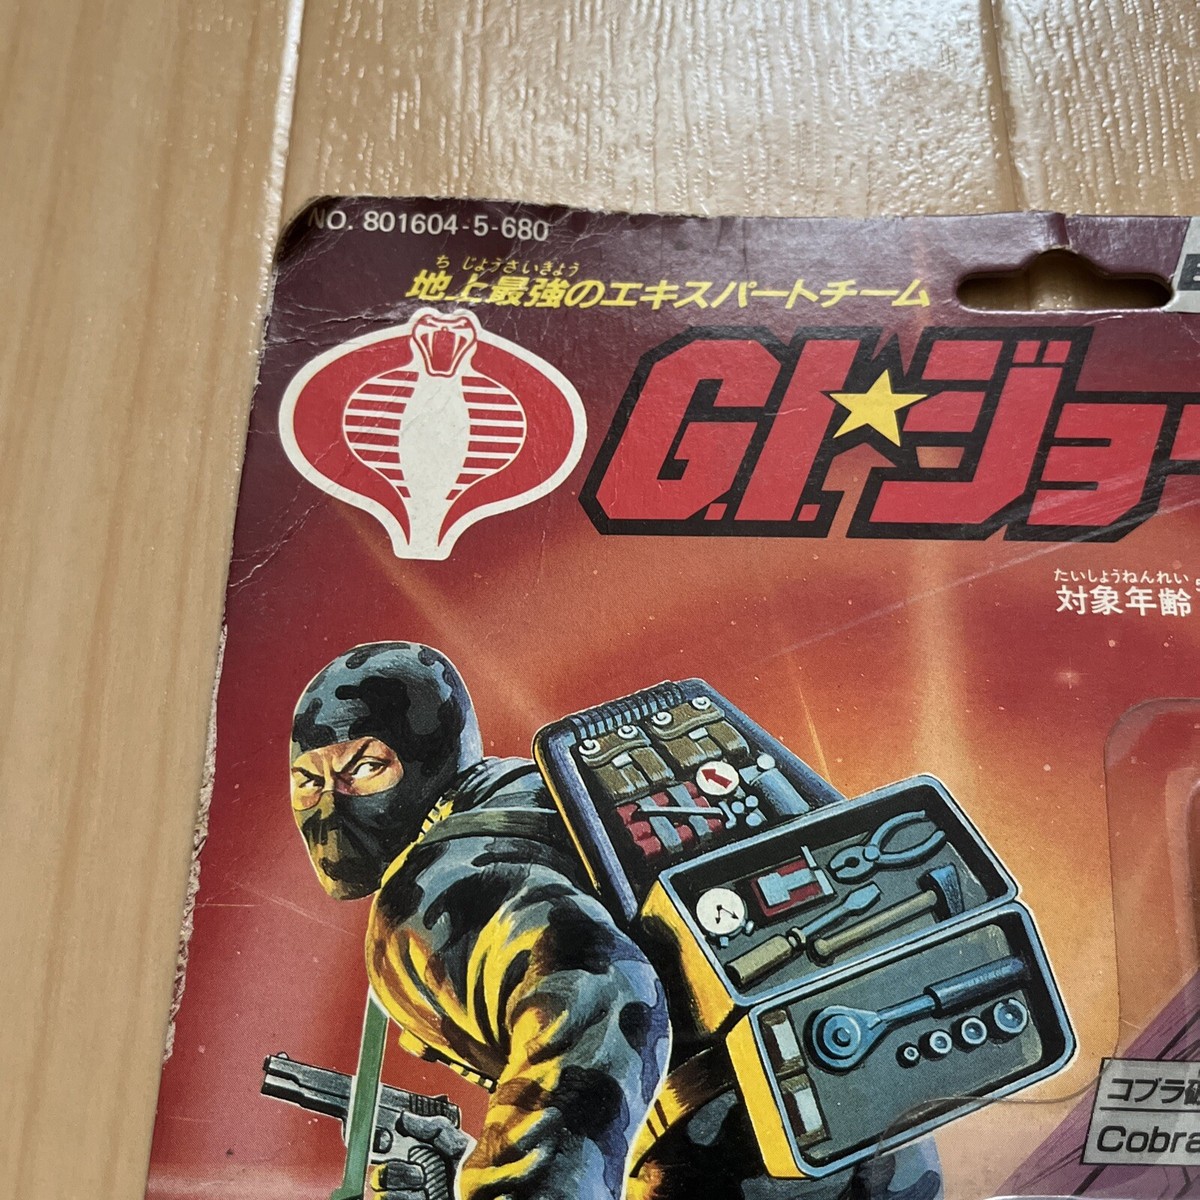 NO. 801604-5-680
ち じょうさいきょう
地上最強のエキスパートチーム
G.I.ジョー
たいしょうねんれい
対象年齢
コブラ
Cobra